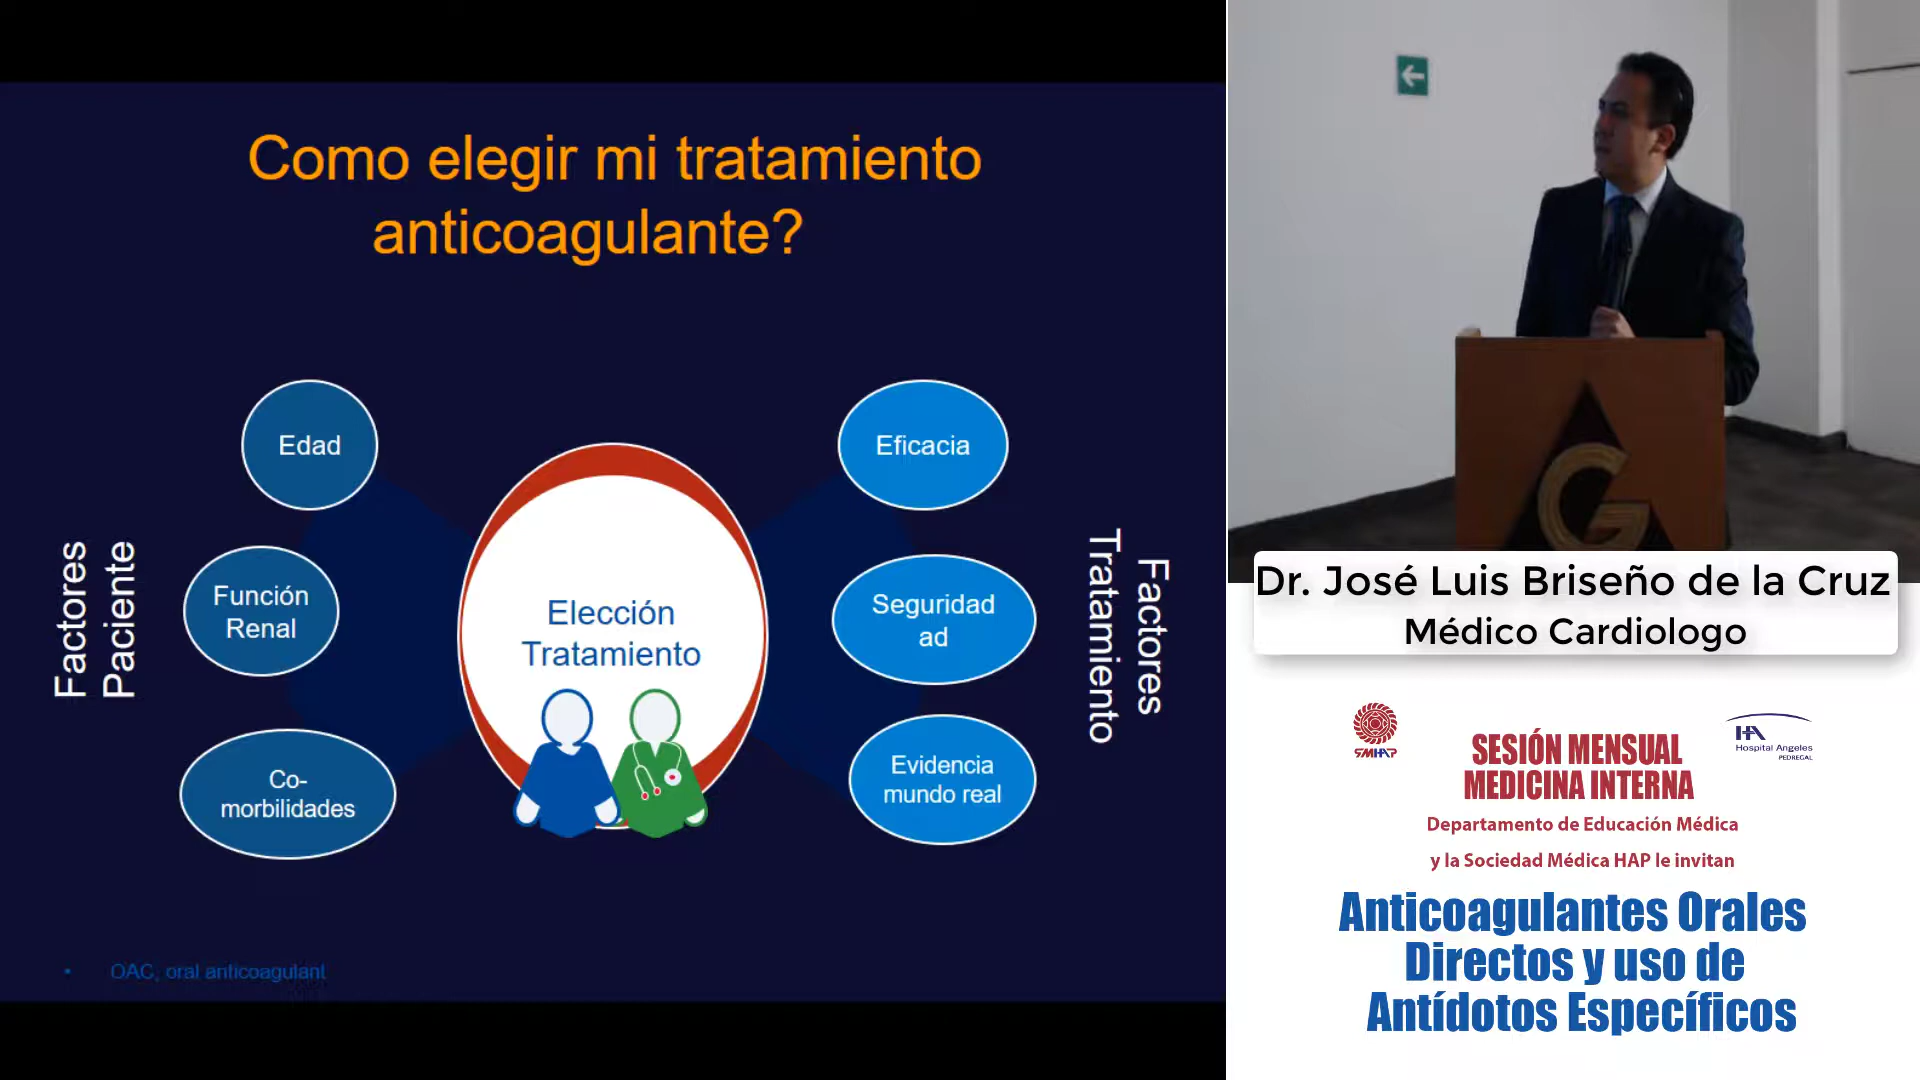 Como elegir mi tratamiento
anticoagulante?
Factores
Paciente
Edad
Función
Renal
Co-
morbilidades
Elección
Tratamiento
Eficacia
Seguridad
ad
Evidencia
mundo real
Factores
Tratamiento
• OAC, oral anticoagulant
G
Dr. José Luis Briseño de la Cruz
Médico Cardiologo
SMHAP
HA
Hospital Angeles
PEDREGAL
SESIÓN MENSUAL
MEDICINA INTERNA
Departamento de Educación Médica
y la Sociedad Médica HAP le invitan
Anticoagulantes Orales
Directos y uso de
Antídotos Específicos